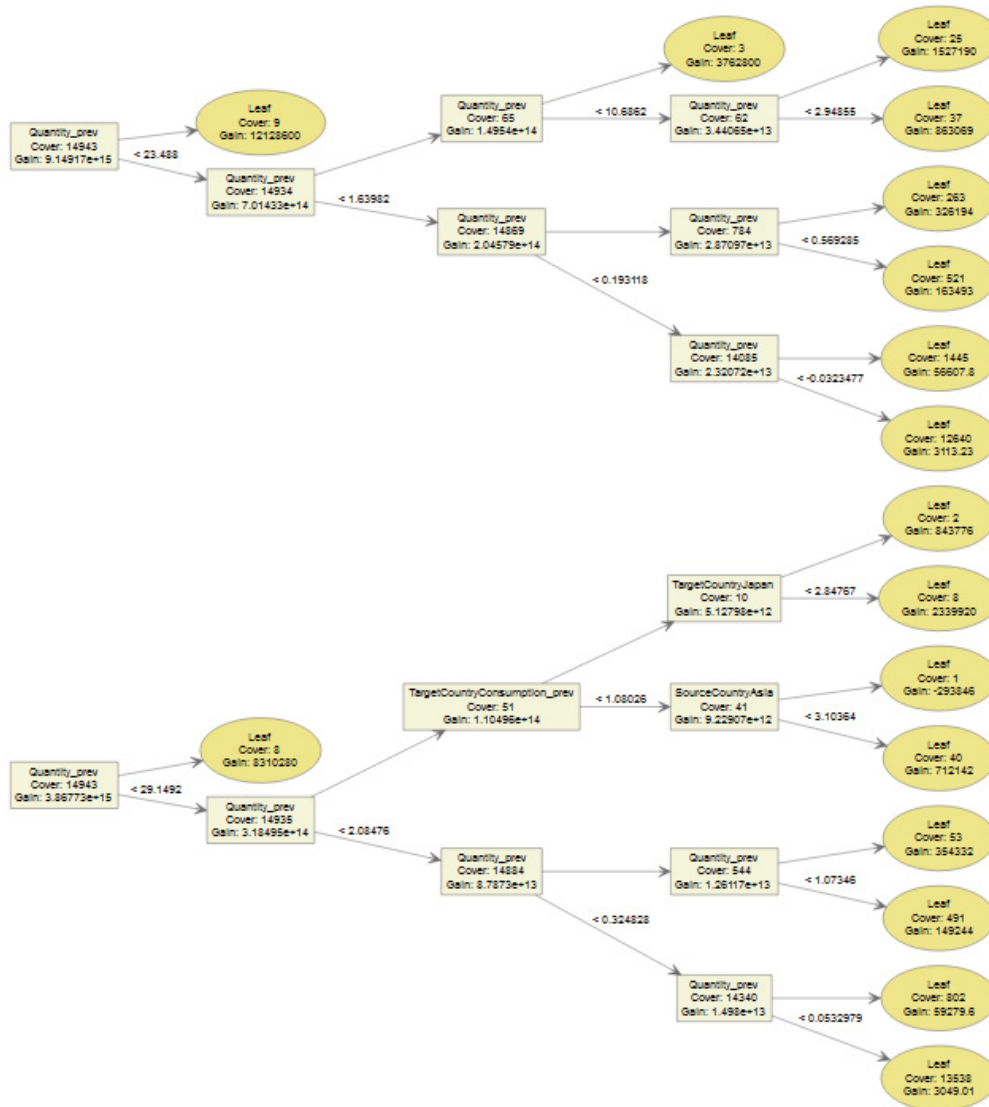 Quantity_prev
Cover: 14943
Gain: 9.14917e+15
< 23.488
Leaf
Cover: 9
Gain: 12128600
Quantity_prev
Cover: 14934
Gain: 7.01433e+14
< 1.63982
Quantity_prev
Cover: 65
Gain: 1.4954e+14
< 10.6862
Leaf
Cover: 3
Gain: 3762800
Quantity_prev
Cover: 62
Gain: 3.44065e+13
< 2.94855
Leaf
Cover: 25
Gain: 1527190
Leaf
Cover: 37
Gain: 863069
Quantity_prev
Cover: 14869
Gain: 2.04579e+14
< 0.193118
Quantity_prev
Cover: 784
Gain: 2.87097e+13
< 0.569285
Leaf
Cover: 263
Gain: 326194
Leaf
Cover: 521
Gain: 163493
Quantity_prev
Cover: 14085
Gain: 2.32072e+13
< -0.0323477
Leaf
Cover: 1445
Gain: 56607.8
Leaf
Cover: 12640
Gain: 3113.23
Quantity_prev
Cover: 14943
Gain: 3.86773e+15
< 29.1492
Leaf
Cover: 8
Gain: 8310280
Quantity_prev
Cover: 14935
Gain: 3.18495e+14
< 2.08476
TargetCountryConsumption_prev
Cover: 51
Gain: 1.10496e+14
< 1.08026
TargetCountryJapan
Cover: 10
Gain: 5.12798e+12
< 2.84767
Leaf
Cover: 2
Gain: 843776
Leaf
Cover: 8
Gain: 2339920
SourceCountryAsia
Cover: 41
Gain: 9.22907e+12
< 3.10364
Leaf
Cover: 1
Gain: -293846
Leaf
Cover: 40
Gain: 712142
Quantity_prev
Cover: 14884
Gain: 8.7873e+13
< 0.324828
Quantity_prev
Cover: 544
Gain: 1.26117e+13
< 1.07346
Leaf
Cover: 53
Gain: 354332
Leaf
Cover: 491
Gain: 149244
Quantity_prev
Cover: 14340
Gain: 1.498e+13
< 0.0532979
Leaf
Cover: 802
Gain: 59279.6
Leaf
Cover: 13538
Gain: 3049.01